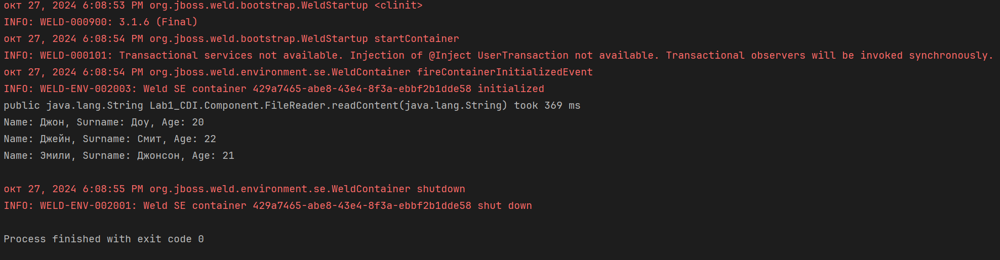 окт 27, 2024 6:08:53 PM org.jboss.weld.bootstrap.WeldStartup <clinit>
INFO: WELD-000900: 3.1.6 (Final)
окт 27, 2024 6:08:54 PM org.jboss.weld.bootstrap.WeldStartup startContainer
INFO: WELD-000101: Transactional services not available. Injection of @Inject UserTransaction not available. Transactional observers will be invoked synchronously.
окт 27, 2024 6:08:54 PM org.jboss.weld.environment.se.WeldContainer fireContainerInitializedEvent
INFO: WELD-ENV-002003: Weld SE container 429a7465-abe8-43e4-8f3a-ebbf2b1dde58 initialized
public java.lang.String Lab1_CDI.Component.FileReader.readContent(java.lang.String) took 369 ms
Name: Джон, Surname: Доу, Age: 20
Name: Джейн, Surname: Смит, Age: 22
Name: Эмили, Surname: Джонсон, Age: 21
окт 27, 2024 6:08:55 PM org.jboss.weld.environment.se.WeldContainer shutdown
INFO: WELD-ENV-002001: Weld SE container 429a7465-abe8-43e4-8f3a-ebbf2b1dde58 shut down
Process finished with exit code 0